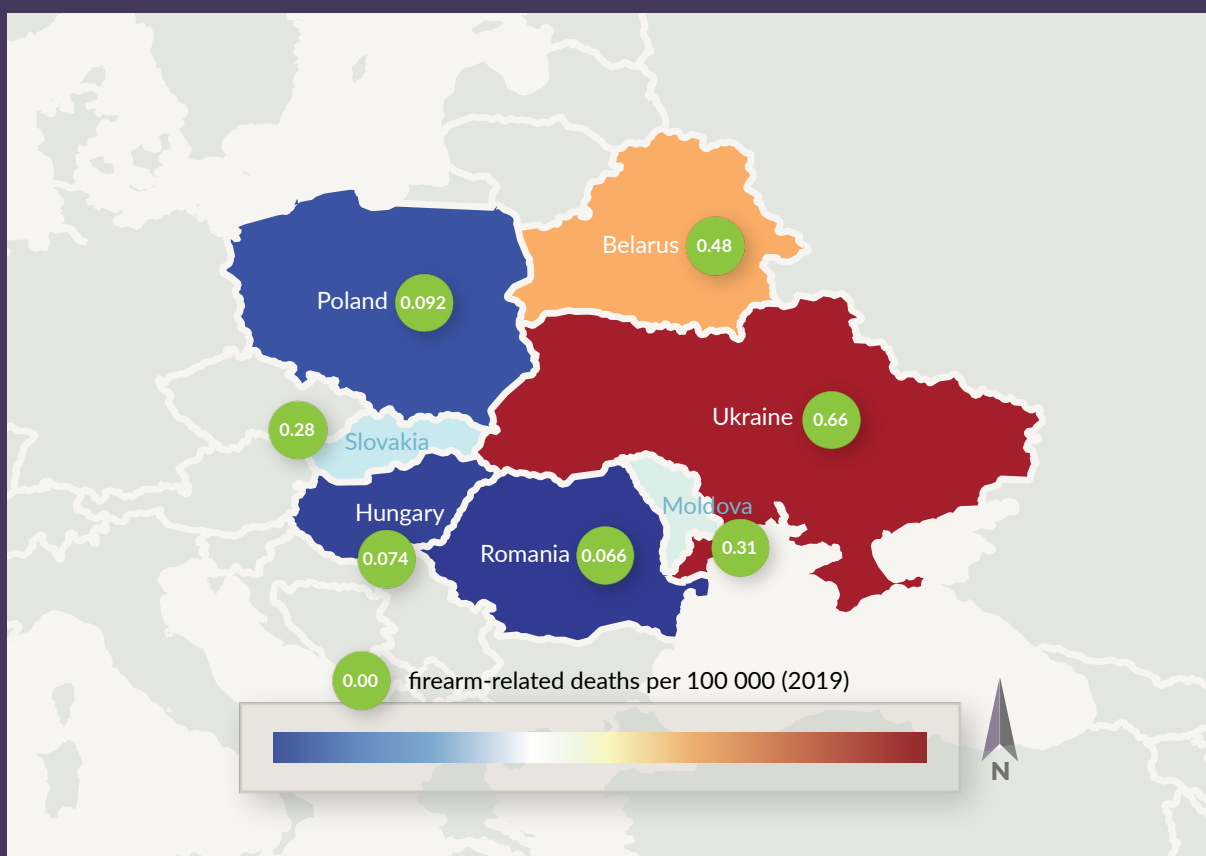 Belarus 0.48
Poland 0.092
Ukraine 0.66
0.28
Slovakia
Moldova
Hungary
0.31
Romania 0.066
0.074
0.00 firearm-related deaths per 100 000 (2019)
N